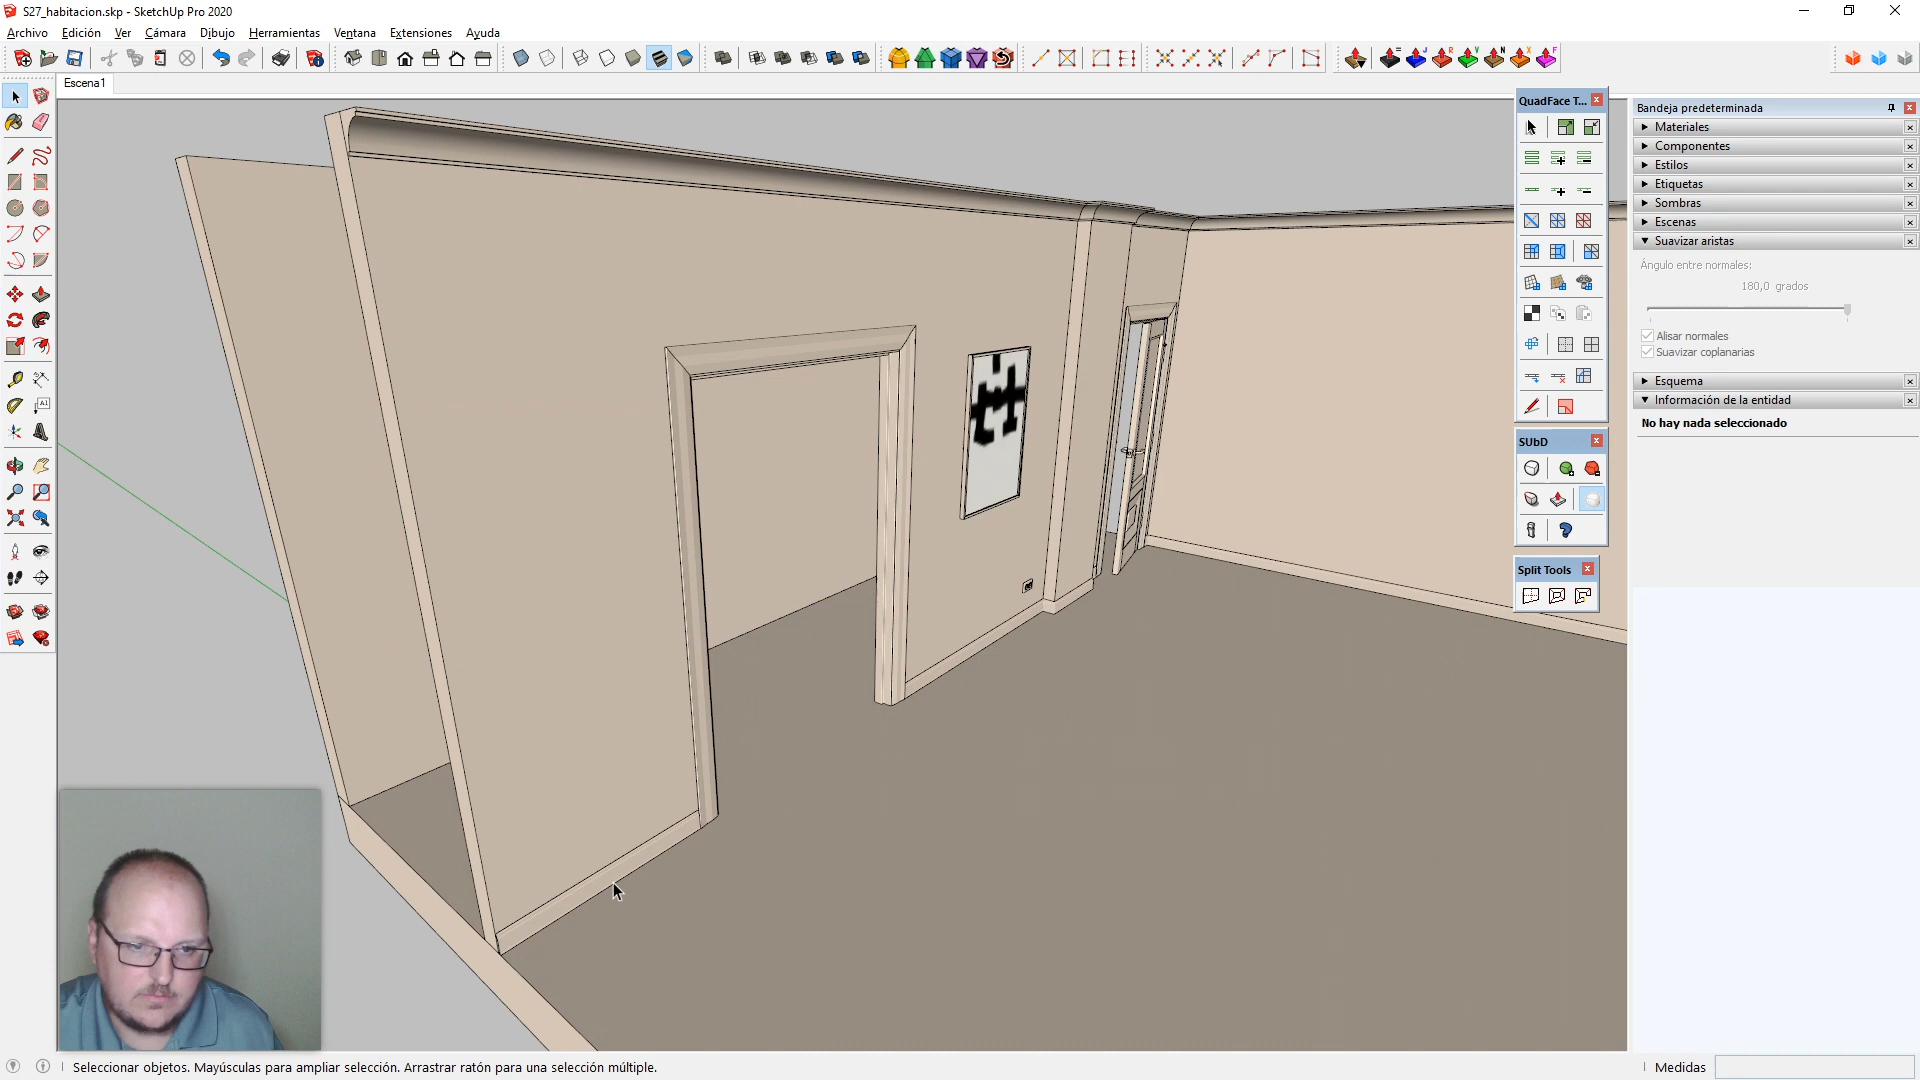 S27_habitacion.skp - SketchUp Pro 2020
Archivo Edición Ver Cámara Dibujo Herramientas Ventana Extensiones Ayuda
Escena1
QuadFace T...
SUbD
Split Tools
Bandeja predeterminada
Materiales
Componentes
Estilos
Etiquetas
Sombras
Escenas
Suavizar aristas
Ángulo entre normales:
180,0 grados
Alisar normales
Suavizar coplanarias
Esquema
Información de la entidad
No hay nada seleccionado
Seleccionar objetos. Mayúsculas para ampliar selección. Arrastrar ratón para una selección múltiple.
Medidas